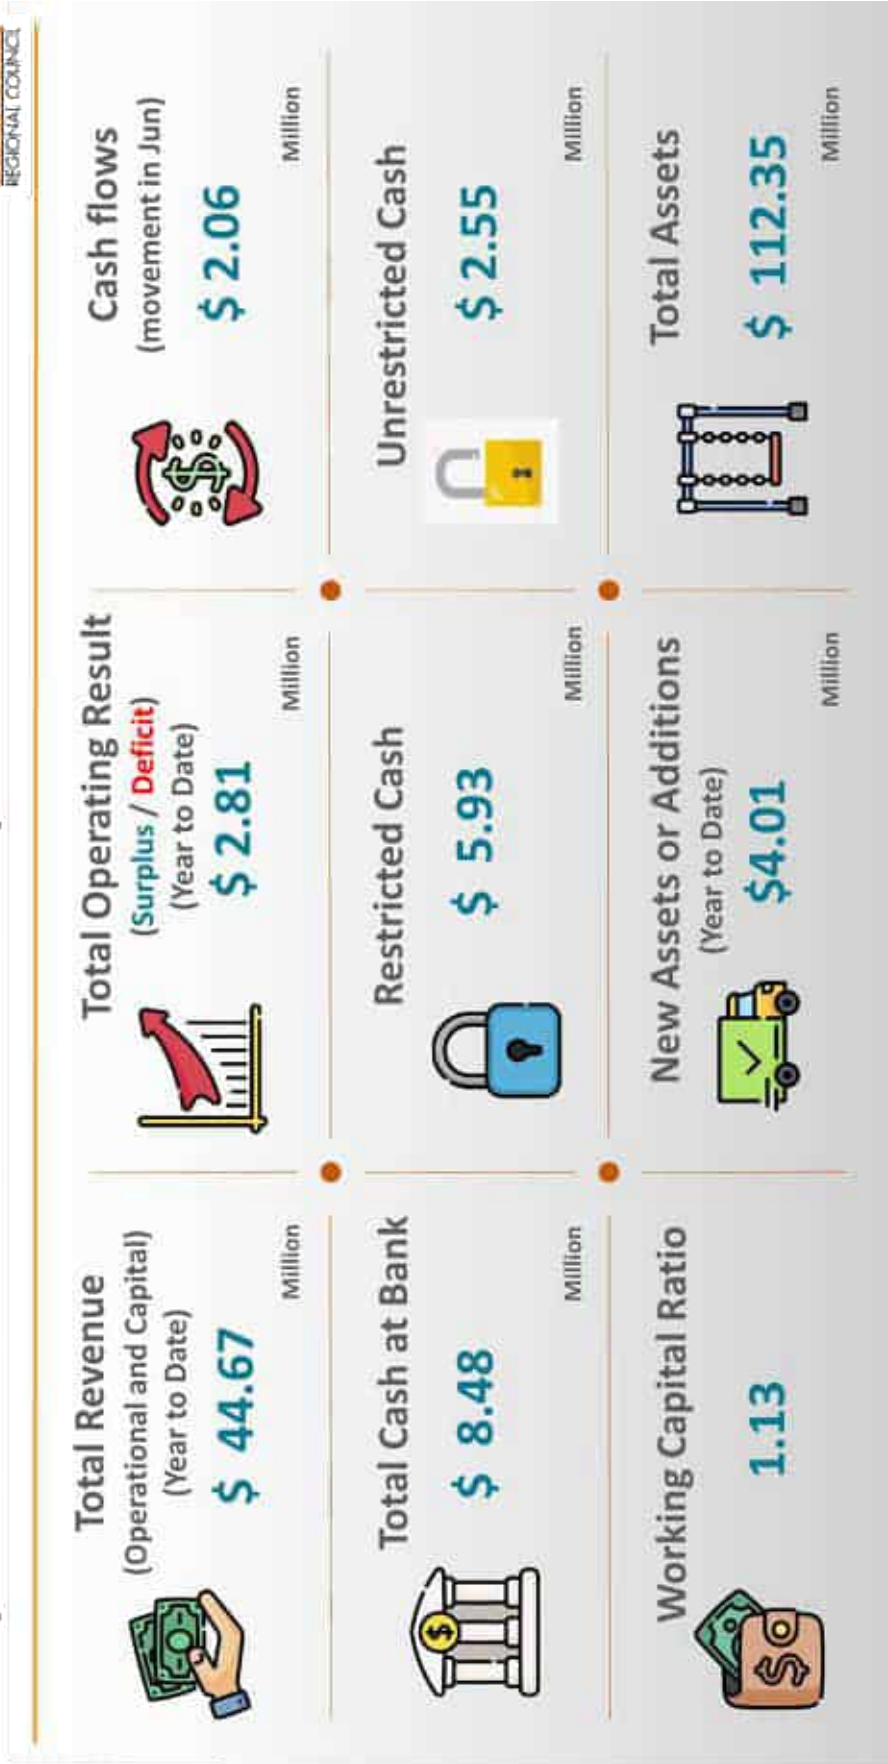 REGIONAL COUNCIL
Total Revenue
(Operational and Capital)
(Year to Date)
$ 44.67
Million
Total Operating Result
(Surplus / Deficit)
(Year to Date)
$ 2.81
Million
Cash flows
(movement in Jun)
$ 2.06
Million
Total Cash at Bank
$ 8.48
Million
Restricted Cash
$ 5.93
Million
Unrestricted Cash
$ 2.55
Million
Working Capital Ratio
1.13
New Assets or Additions
(Year to Date)
$4.01
Million
Total Assets
$ 112.35
Million